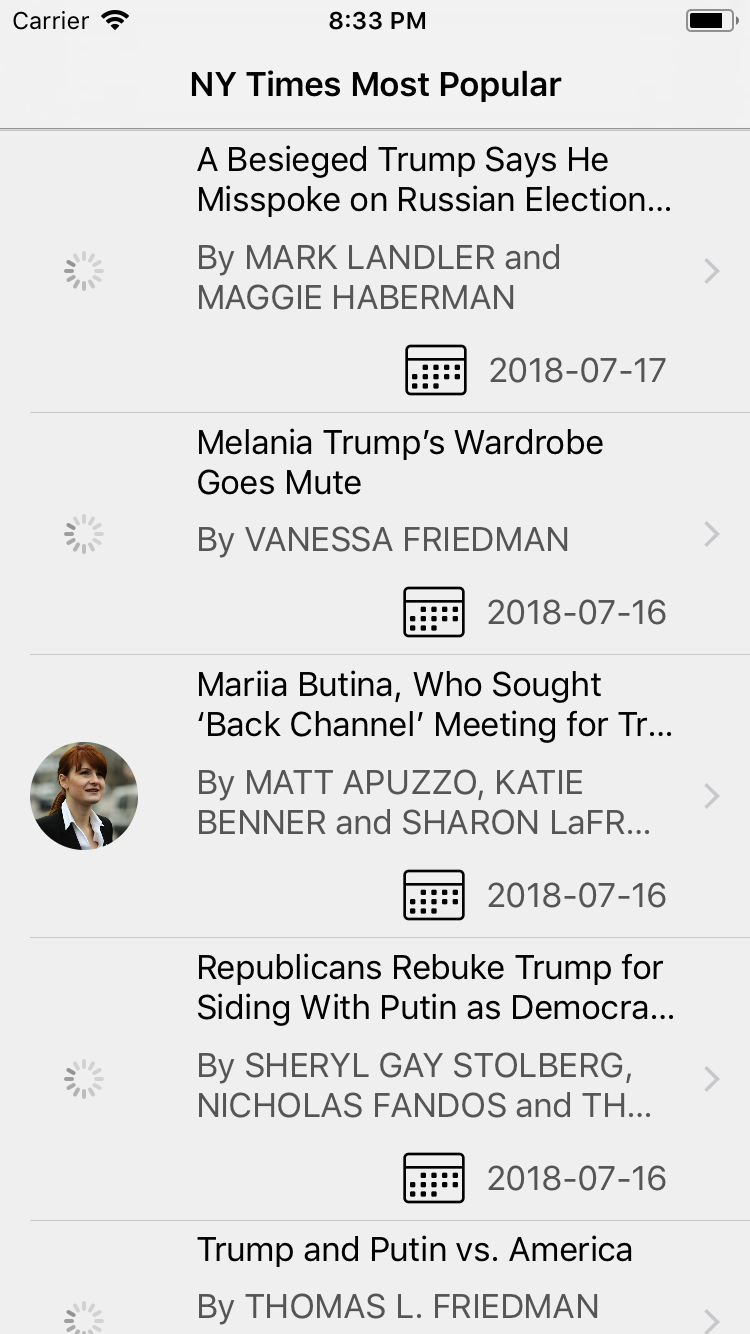 Carrier 8:33 PM
NY Times Most Popular
A Besieged Trump Says He
Misspoke on Russian Election...
By MARK LANDLER and
MAGGIE HABERMAN
2018-07-17
Melania Trump’s Wardrobe
Goes Mute
By VANESSA FRIEDMAN
2018-07-16
Mariia Butina, Who Sought
‘Back Channel’ Meeting for Tr...
By MATT APUZZO, KATIE
BENNER and SHARON LaFR...
2018-07-16
Republicans Rebuke Trump for
Siding With Putin as Democra...
By SHERYL GAY STOLBERG,
NICHOLAS FANDOS and TH...
2018-07-16
Trump and Putin vs. America
By THOMAS L. FRIEDMAN